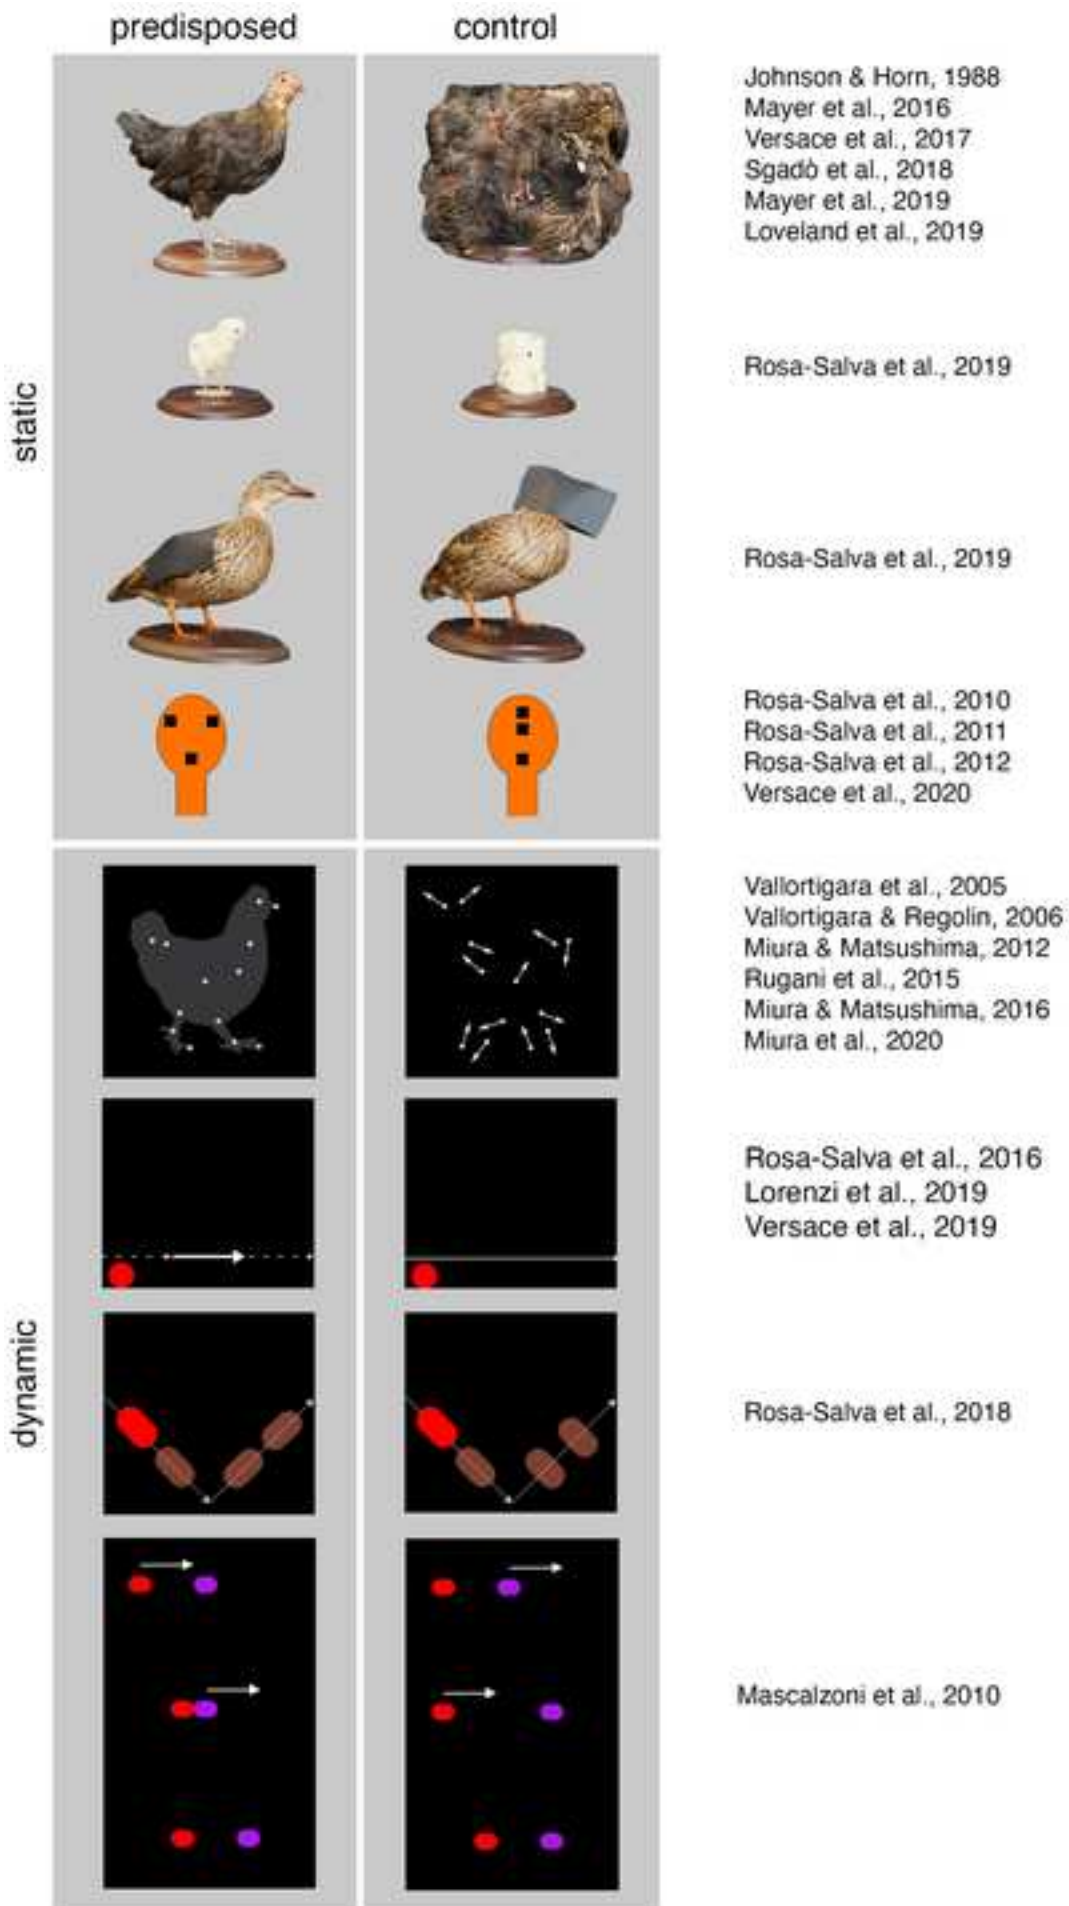 predisposed
control
static
Johnson & Horn, 1988
Mayer et al., 2016
Versace et al., 2017
Sgadò et al., 2018
Mayer et al., 2019
Loveland et al., 2019
Rosa-Salva et al., 2019
Rosa-Salva et al., 2019
Rosa-Salva et al., 2010
Rosa-Salva et al., 2011
Rosa-Salva et al., 2012
Versace et al., 2020
dynamic
Vallortigara et al., 2005
Vallortigara & Regolin, 2006
Miura & Matsushima, 2012
Rugani et al., 2015
Miura & Matsushima, 2016
Miura et al., 2020
Rosa-Salva et al., 2016
Lorenzi et al., 2019
Versace et al., 2019
Rosa-Salva et al., 2018
Mascalzoni et al., 2010